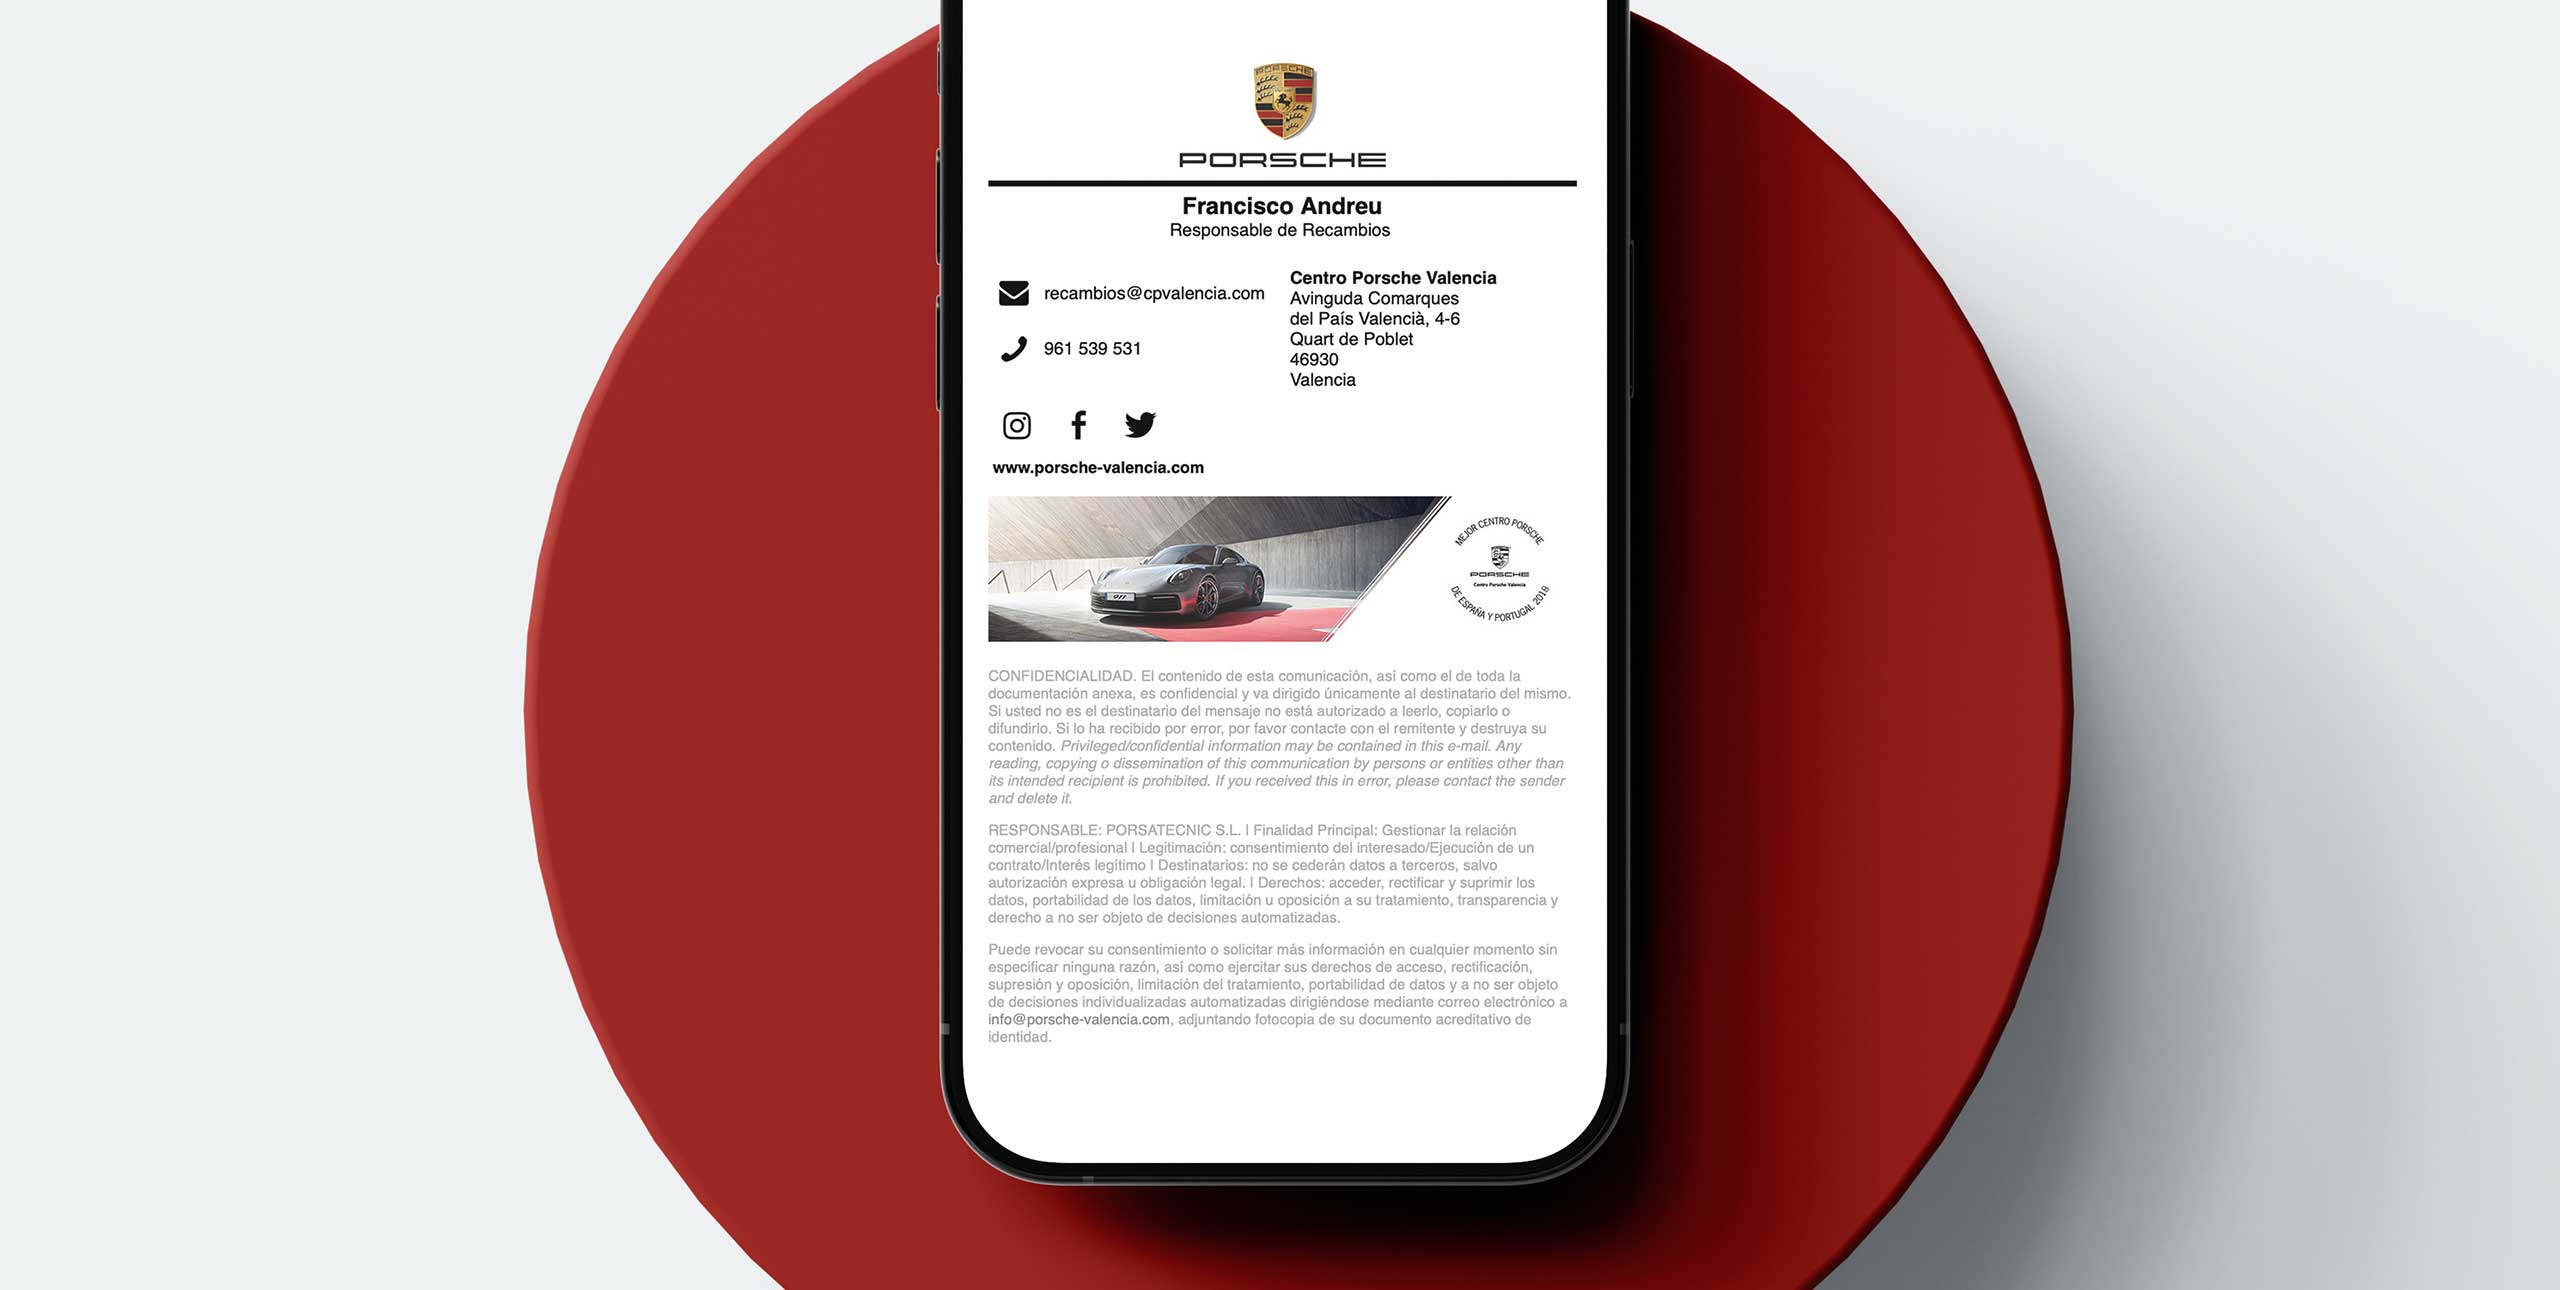 PORSCHE
PORSCHE
Francisco Andreu
Responsable de Recambios
recambios@cpvalencia.com
961 539 531
Centro Porsche Valencia
Avinguda Comarques
del País Valencià, 4-6
Quart de Poblet
46930
Valencia
www.porsche-valencia.com
911
MEJOR CENTRO PORSCHE
PORSCHE
Centro Porsche Valencia
DE ESPAÑA Y PORTUGAL 2018
CONFIDENCIALIDAD. El contenido de esta comunicación, así como el de toda la
documentación anexa, es confidencial y va dirigido únicamente al destinatario del mismo.
Si usted no es el destinatario del mensaje no está autorizado a leerlo, copiarlo o
difundirlo. Si lo ha recibido por error, por favor contacte con el remitente y destruya su
contenido. Privileged/confidential information may be contained in this e-mail. Any
reading, copying o dissemination of this communication by persons or entities other than
its intended recipient is prohibited. If you received this in error, please contact the sender
and delete it.
RESPONSABLE: PORSATECNIC S.L. | Finalidad Principal: Gestionar la relación
comercial/profesional | Legitimación: consentimiento del interesado/Ejecución de un
contrato/Interés legítimo | Destinatarios: no se cederán datos a terceros, salvo
autorización expresa u obligación legal. | Derechos: acceder, rectificar y suprimir los
datos, portabilidad de los datos, limitación u oposición a su tratamiento, transparencia y
derecho a no ser objeto de decisiones automatizadas.
Puede revocar su consentimiento o solicitar más información en cualquier momento sin
especificar ninguna razón, así como ejercitar sus derechos de acceso, rectificación,
supresión y oposición, limitación del tratamiento, portabilidad de datos y a no ser objeto
de decisiones individualizadas automatizadas dirigiéndose mediante correo electrónico a
info@porsche-valencia.com, adjuntando fotocopia de su documento acreditativo de
identidad.